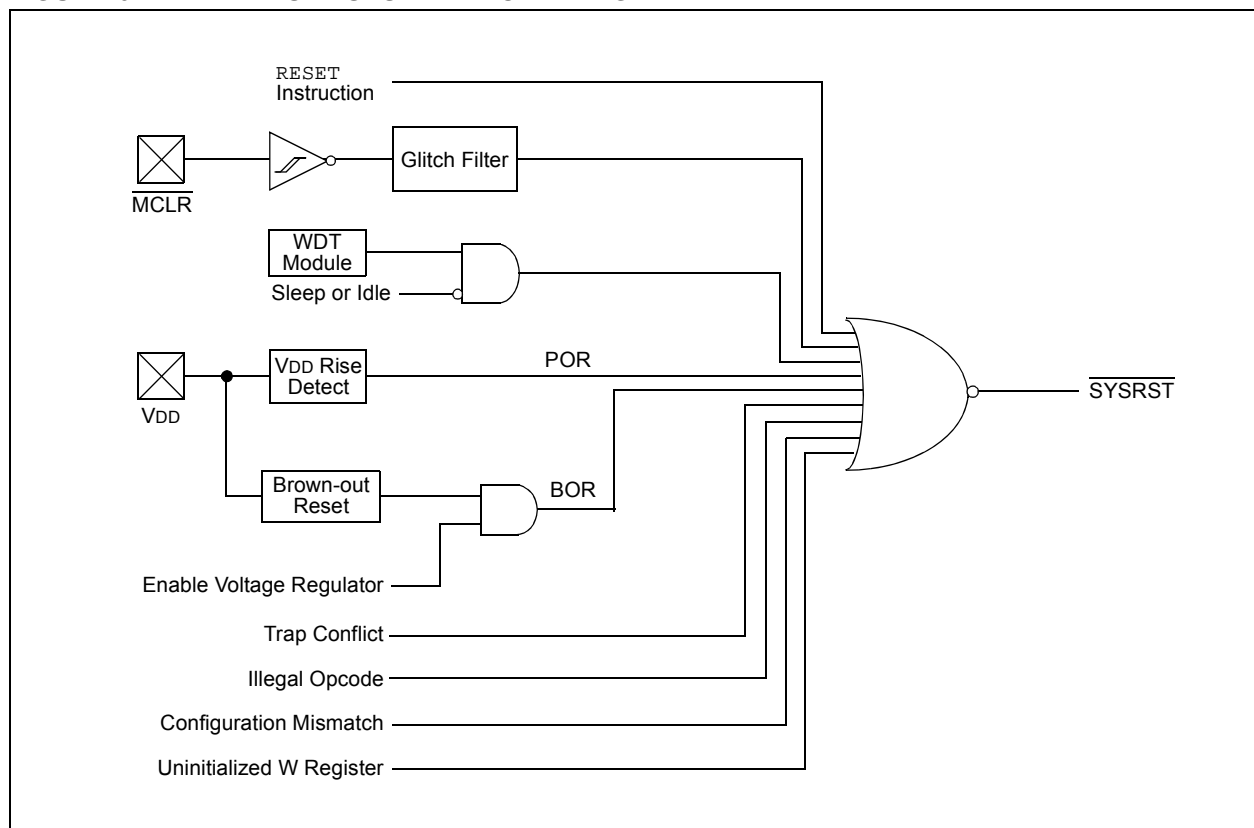 RESET
Instruction
Glitch Filter
MCLR
WDT
Module
Sleep or Idle
VDD Rise
Detect
POR
VDD
SYSRST
Brown-out
Reset
BOR
Enable Voltage Regulator
Trap Conflict
Illegal Opcode
Configuration Mismatch
Uninitialized W Register